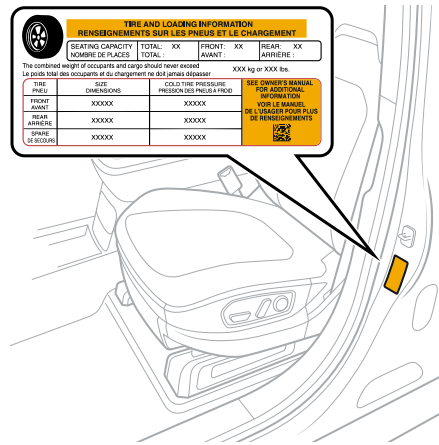 TIRE AND LOADING INFORMATION
RENSEIGNEMENTS SUR LES PNEUS ET LE CHARGEMENT
SEATING CAPACITY TOTAL: XX FRONT: XX REAR: XX
NOMBRE DE PLACES TOTAL : AVANT : ARRIÈRE :
The combined weight of occupants and cargo should never exceed
Le poids total des occupants et du chargement ne doit jamais dépasser
XXX kg or XXX lbs.
TIRE SIZE COLD TIRE PRESSURE
PNEU DIMENSIONS PRESSION DES PNEUS A FROID
FRONT
AVANT XXXXX XXXXX
REAR
ARRIÈRE XXXXX XXXXX
SPARE
DE SECOURS XXXXX XXXXX
SEE OWNER'S MANUAL
FOR ADDITIONAL
INFORMATION
VOIR LE MANUEL
DE L'USAGER POUR PLUS
DE RENSEIGNEMENTS